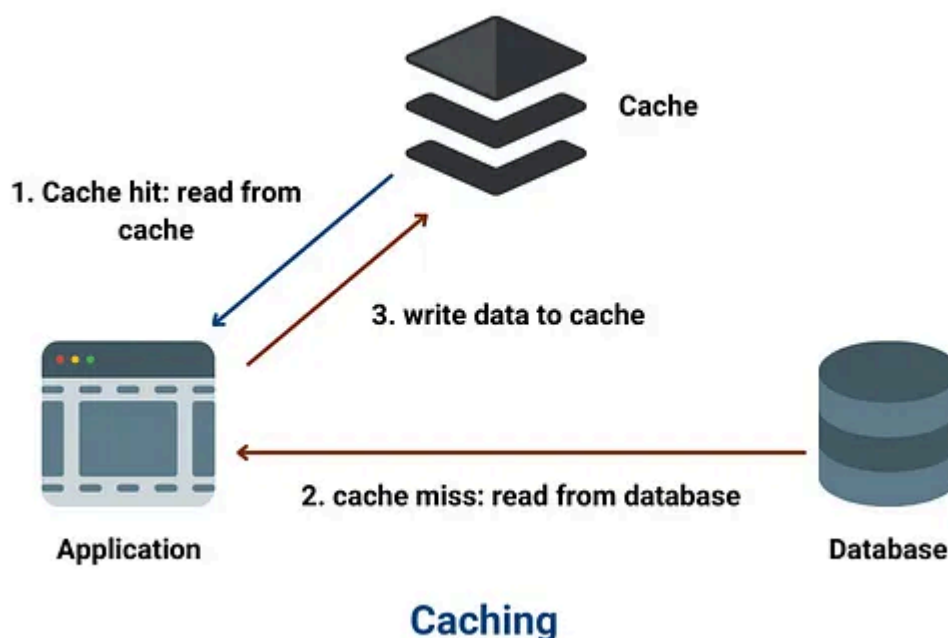 Cache
1. Cache hit: read from
cache
3. write data to cache
2. cache miss: read from database
Application
Database
Caching